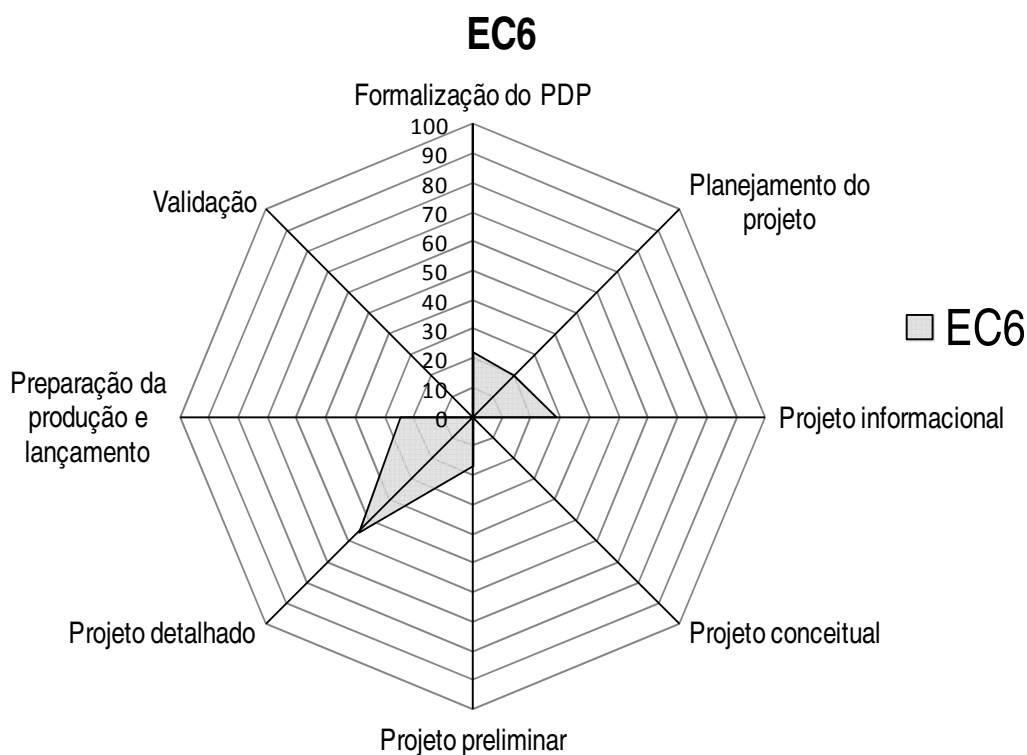 EC6
Formalização do PDP
100
90
80
70
60
50
40
30
20
10
0
Planejamento do
projeto
Validação
EC6
Preparação da
produção e
lançamento
Projeto informacional
Projeto detalhado
Projeto conceitual
Projeto preliminar